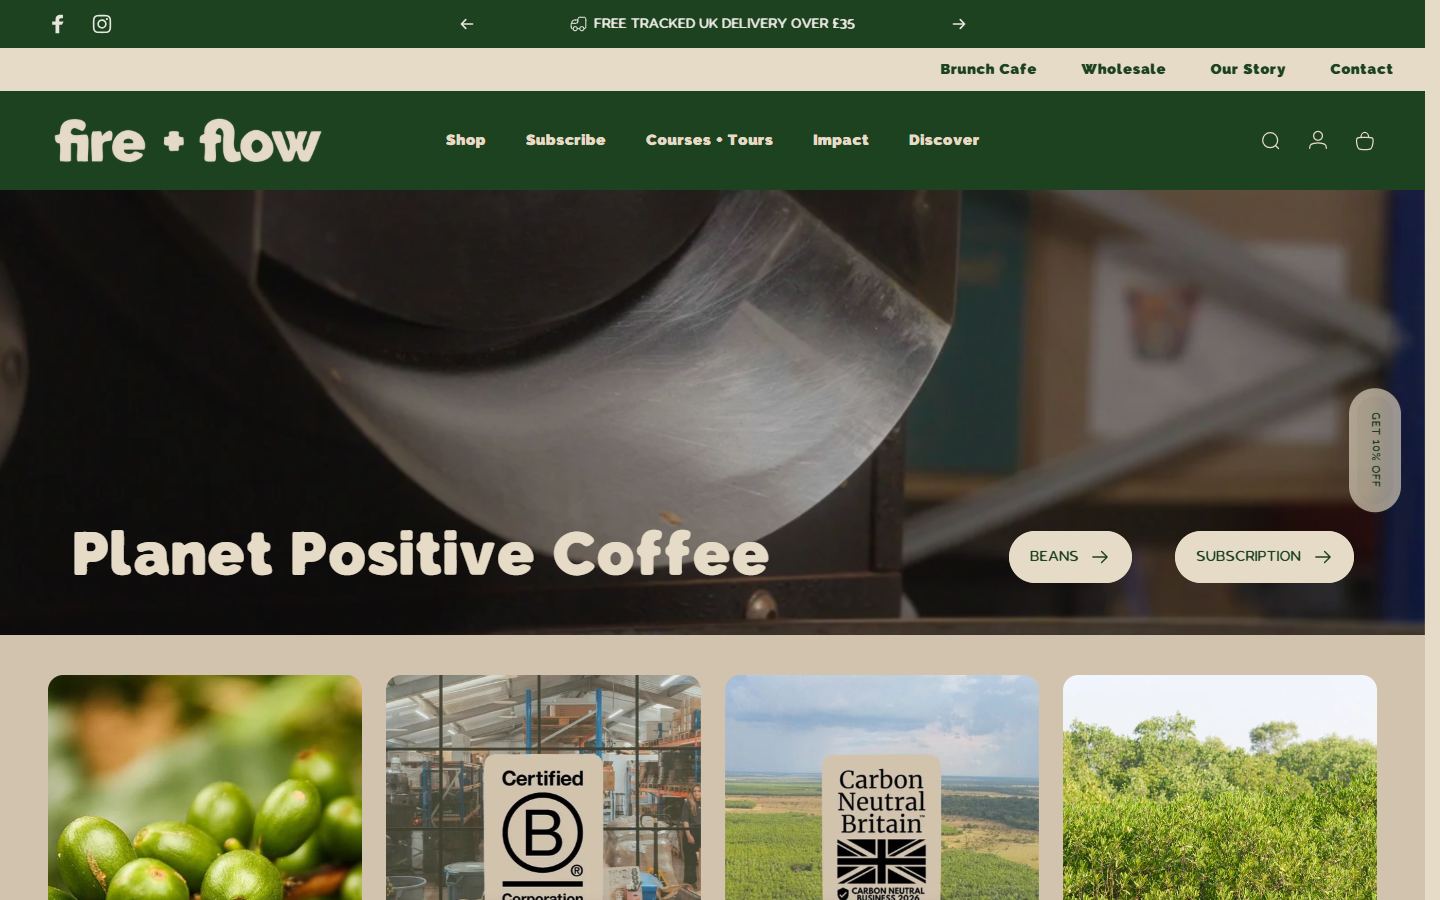 FREE TRACKED UK DELIVERY OVER £35
Brunch Cafe Wholesale Our Story Contact
fire + flow
Shop Subscribe Courses + Tours Impact Discover
GET 10% OFF
Planet Positive Coffee
BEANS
SUBSCRIPTION
Certified
B
®
Corporation
Carbon
Neutral
Britain™
CARBON NEUTRAL
BUSINESS 2026